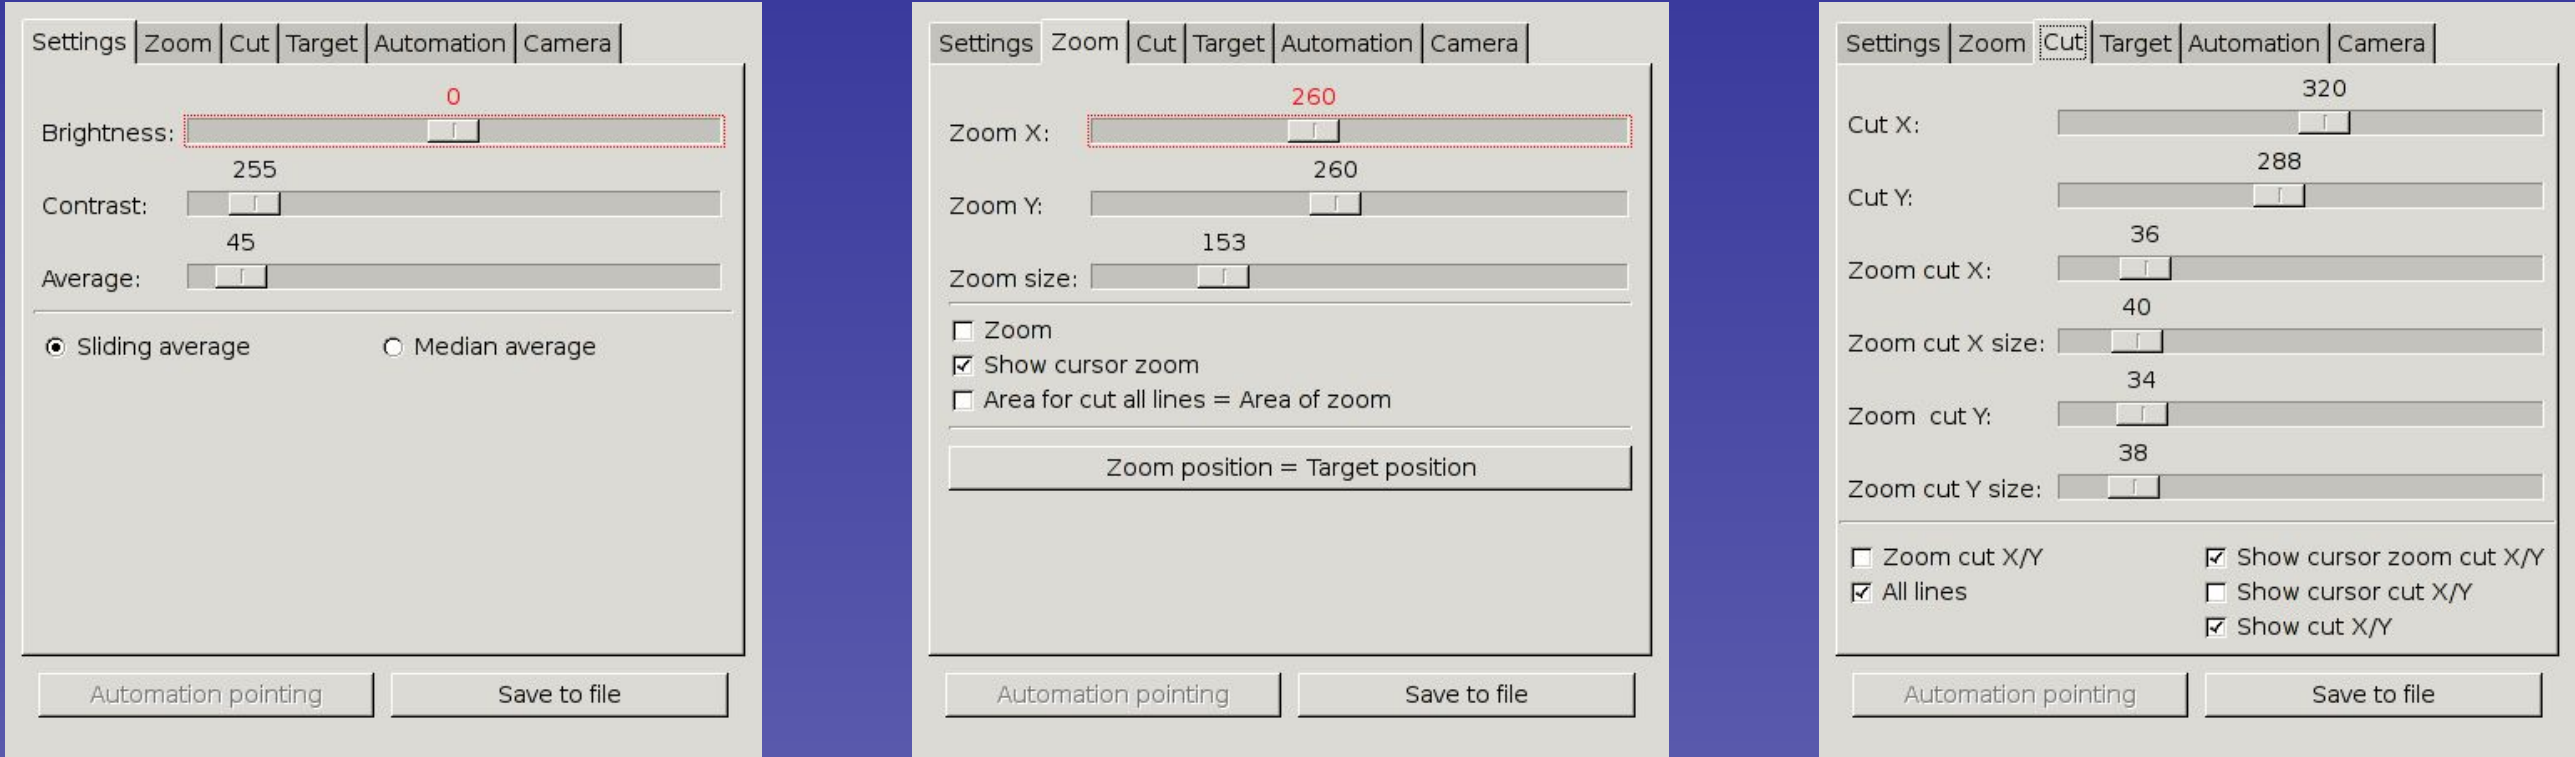 Settings Zoom Cut Target Automation Camera
0
Brightness:
255
Contrast:
45
Average:
Sliding average Median average
Automation pointing Save to file
Settings Zoom Cut Target Automation Camera
260
Zoom X:
260
Zoom Y:
153
Zoom size:
Zoom
Show cursor zoom
Area for cut all lines = Area of zoom
Zoom position = Target position
Automation pointing Save to file
Settings Zoom Cut Target Automation Camera
320
Cut X:
288
Cut Y:
36
Zoom cut X:
40
Zoom cut X size:
34
Zoom cut Y:
38
Zoom cut Y size:
Zoom cut X/Y Show cursor zoom cut X/Y
All lines Show cursor cut X/Y
Show cut X/Y
Automation pointing Save to file